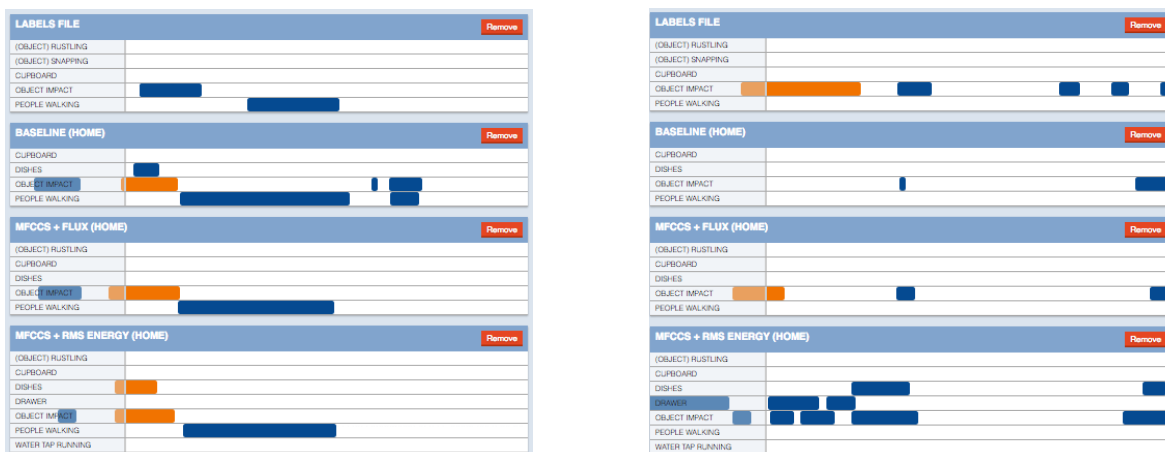 LABELS FILE
Remove
(OBJECT) RUSTLING
(OBJECT) SNAPPING
CUPBOARD
OBJECT IMPACT
PEOPLE WALKING
BASELINE (HOME)
Remove
CUPBOARD
DISHES
OBJECT IMPACT
PEOPLE WALKING
MFCCS + FLUX (HOME)
Remove
(OBJECT) RUSTLING
CUPBOARD
DISHES
OBJECT IMPACT
PEOPLE WALKING
MFCCS + RMS ENERGY (HOME)
Remove
(OBJECT) RUSTLING
CUPBOARD
DISHES
DRAWER
OBJECT IMPACT
PEOPLE WALKING
WATER TAP RUNNING
LABELS FILE
Remove
(OBJECT) RUSTLING
(OBJECT) SNAPPING
CUPBOARD
OBJECT IMPACT
PEOPLE WALKING
BASELINE (HOME)
Remove
CUPBOARD
DISHES
OBJECT IMPACT
PEOPLE WALKING
MFCCS + FLUX (HOME)
Remove
(OBJECT) RUSTLING
CUPBOARD
DISHES
OBJECT IMPACT
PEOPLE WALKING
MFCCS + RMS ENERGY (HOME)
Remove
(OBJECT) RUSTLING
CUPBOARD
DISHES
DRAWER
OBJECT IMPACT
PEOPLE WALKING
WATER TAP RUNNING